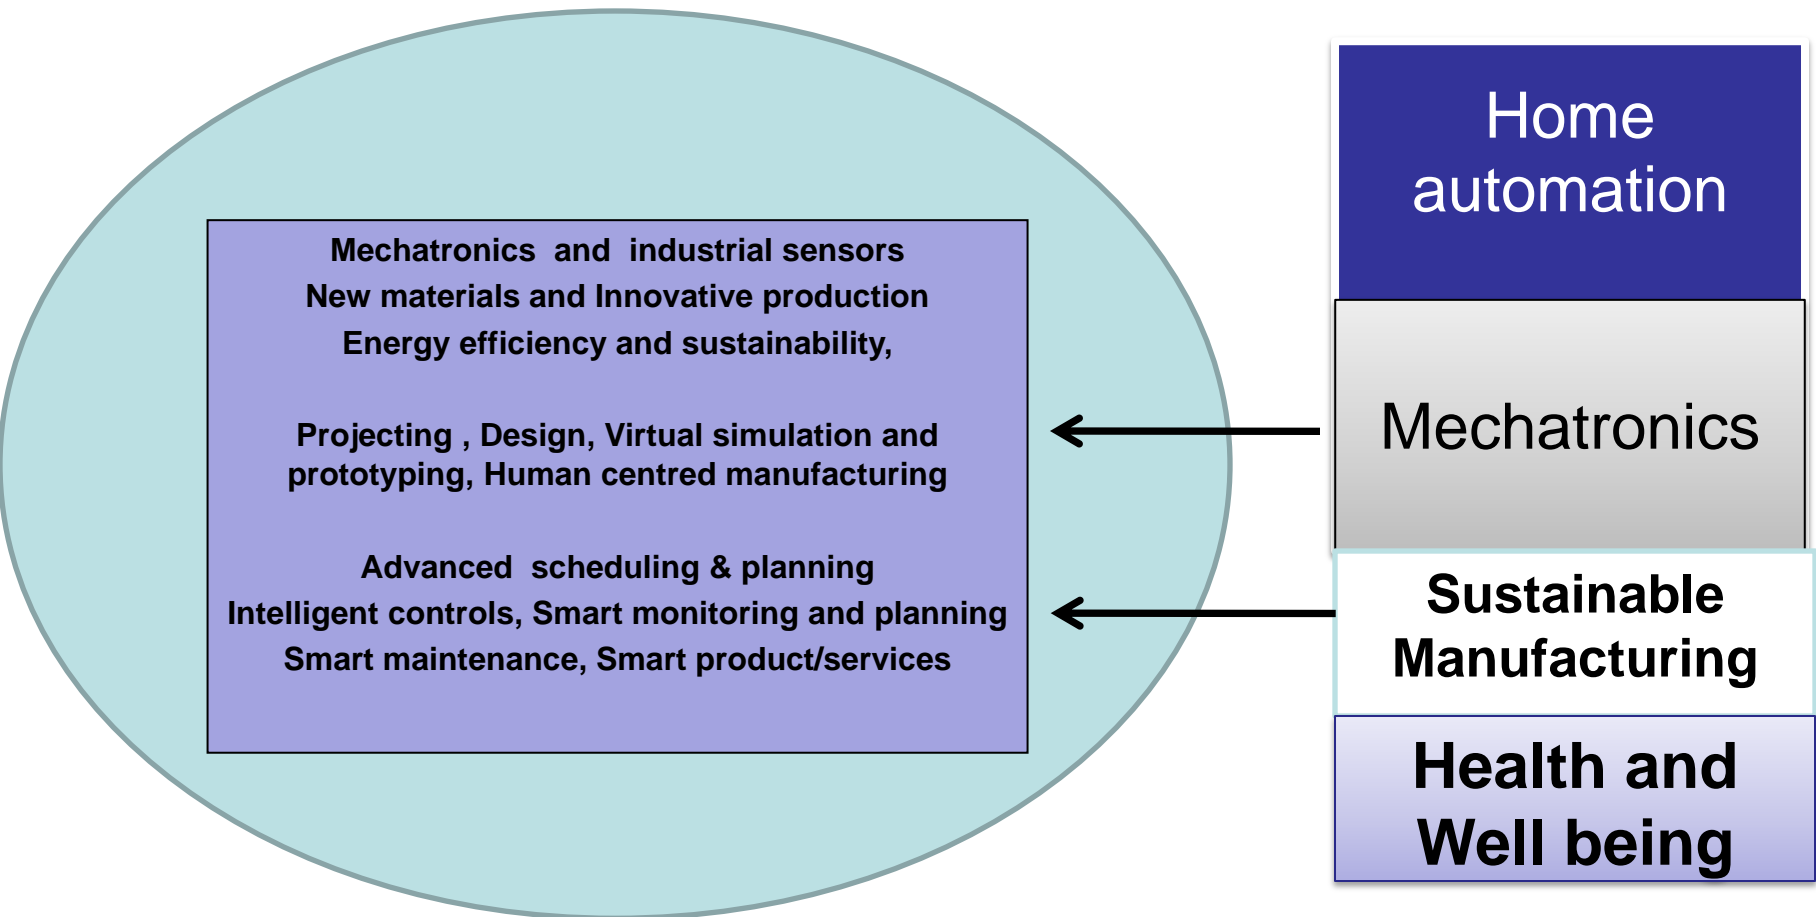 Mechatronics and industrial sensors
New materials and Innovative production
Energy efficiency and sustainability,
Projecting , Design, Virtual simulation and
prototyping, Human centred manufacturing
Advanced scheduling & planning
Intelligent controls, Smart monitoring and planning
Smart maintenance, Smart product/services
Home
automation
Mechatronics
Sustainable
Manufacturing
Health and
Well being